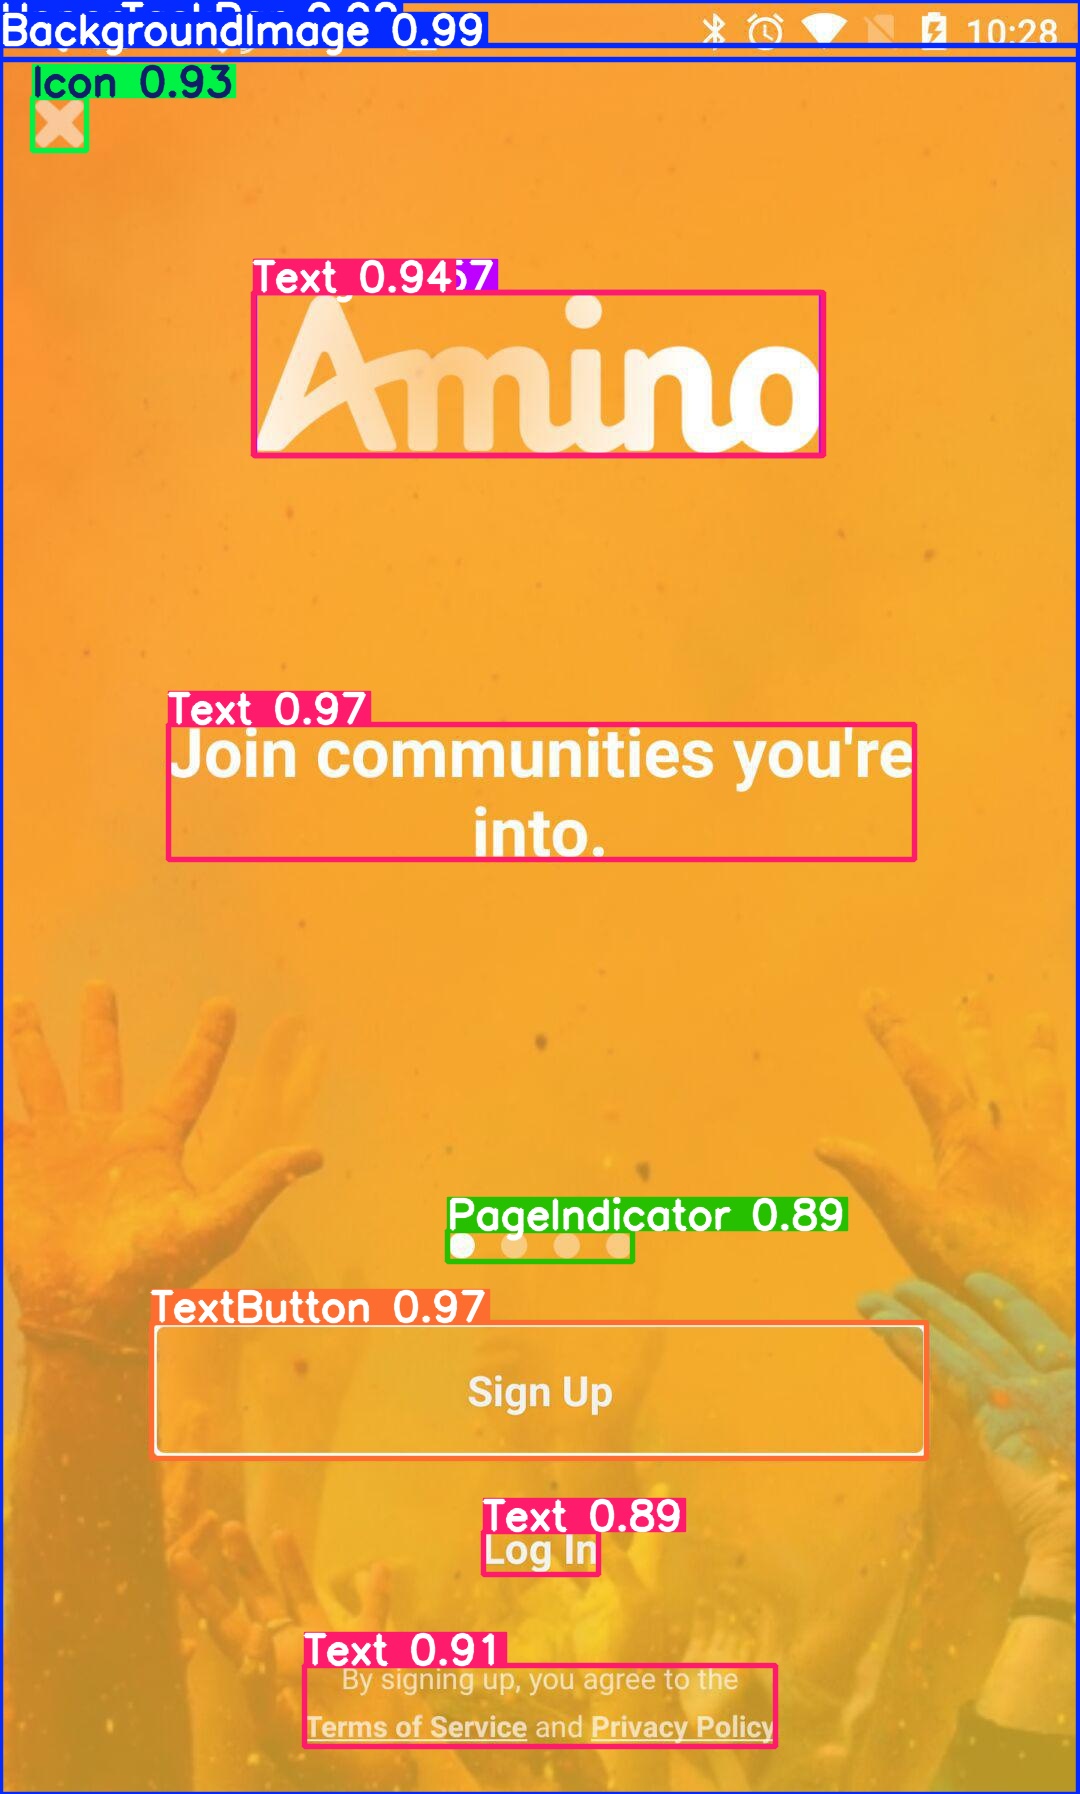 BackgroundImage 0.99
10:28
Icon 0.93
Text 0.94
57
Amino
Text 0.97
Join communities you're
into.
PageIndicator 0.89
TextButton 0.97
Sign Up
Text 0.89
Log In
Text 0.91
By signing up, you agree to the
Terms of Service and Privacy Policy